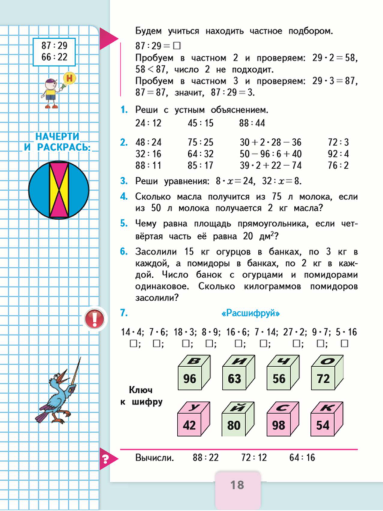 87 : 29
66 : 22
Н
НАЧЕРТИ
И РАСКРАСЬ:
Будем учиться находить частное подбором.
87 : 29 = □
Пробуем в частном 2 и проверяем: 29 · 2 = 58,
58 < 87, число 2 не подходит.
Пробуем в частном 3 и проверяем: 29 · 3 = 87,
87 = 87, значит, 87 : 29 = 3.
1. Реши с устным объяснением.
24 : 12 45 : 15 88 : 44
2. 48 : 24 75 : 25 30 + 2 · 28 − 36 72 : 3
32 : 16 64 : 32 50 − 96 : 6 + 40 92 : 4
88 : 11 85 : 17 39 · 2 + 22 − 74 76 : 2
3. Реши уравнения: 8 · x = 24, 32 : x = 8.
4. Сколько масла получится из 75 л молока, если
из 50 л молока получается 2 кг масла?
5. Чему равна площадь прямоугольника, если чет-
вёртая часть её равна 20 дм²?
6. Засолили 15 кг огурцов в банках, по 3 кг в
каждой, а помидоры в банках, по 2 кг в каж-
дой. Число банок с огурцами и помидорами
одинаковое. Сколько килограммов помидоров
засолили?
7. «Расшифруй»
14 · 4; 7 · 6; 18 · 3; 8 · 9; 16 · 6; 7 · 14; 27 · 2; 9 · 7; 5 · 16
□; □; □; □; □; □; □; □; □
Ключ
к шифру
В И Ч О
96 63 56 72
У Й С К
42 80 98 54
!
?
Вычисли. 88 : 22 72 : 12 64 : 16
18